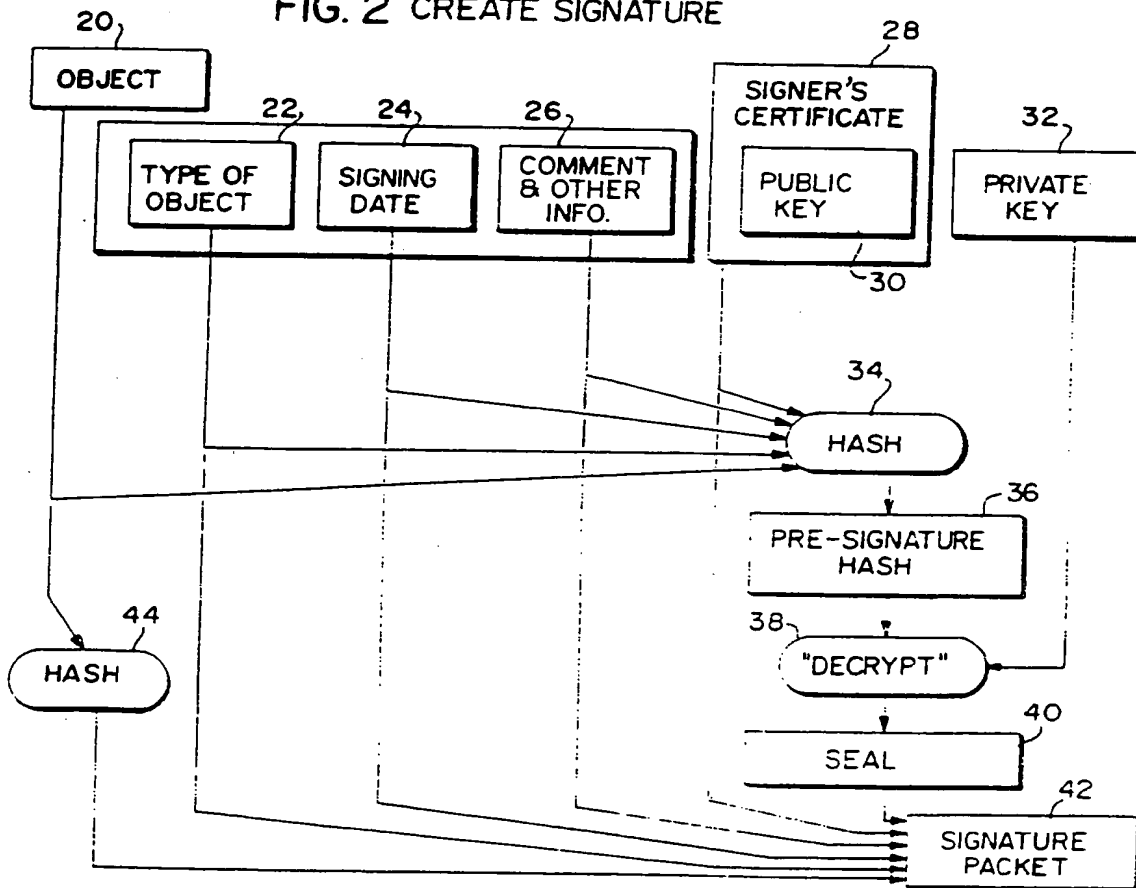 FIG. 2 CREATE SIGNATURE
20
OBJECT
22
24
26
28
32
TYPE OF
OBJECT
SIGNING
DATE
COMMENT
& OTHER
INFO.
SIGNER'S
CERTIFICATE
PUBLIC
KEY
30
PRIVATE
KEY
34
HASH
36
PRE-SIGNATURE
HASH
44
HASH
38
"DECRYPT"
40
SEAL
42
SIGNATURE
PACKET